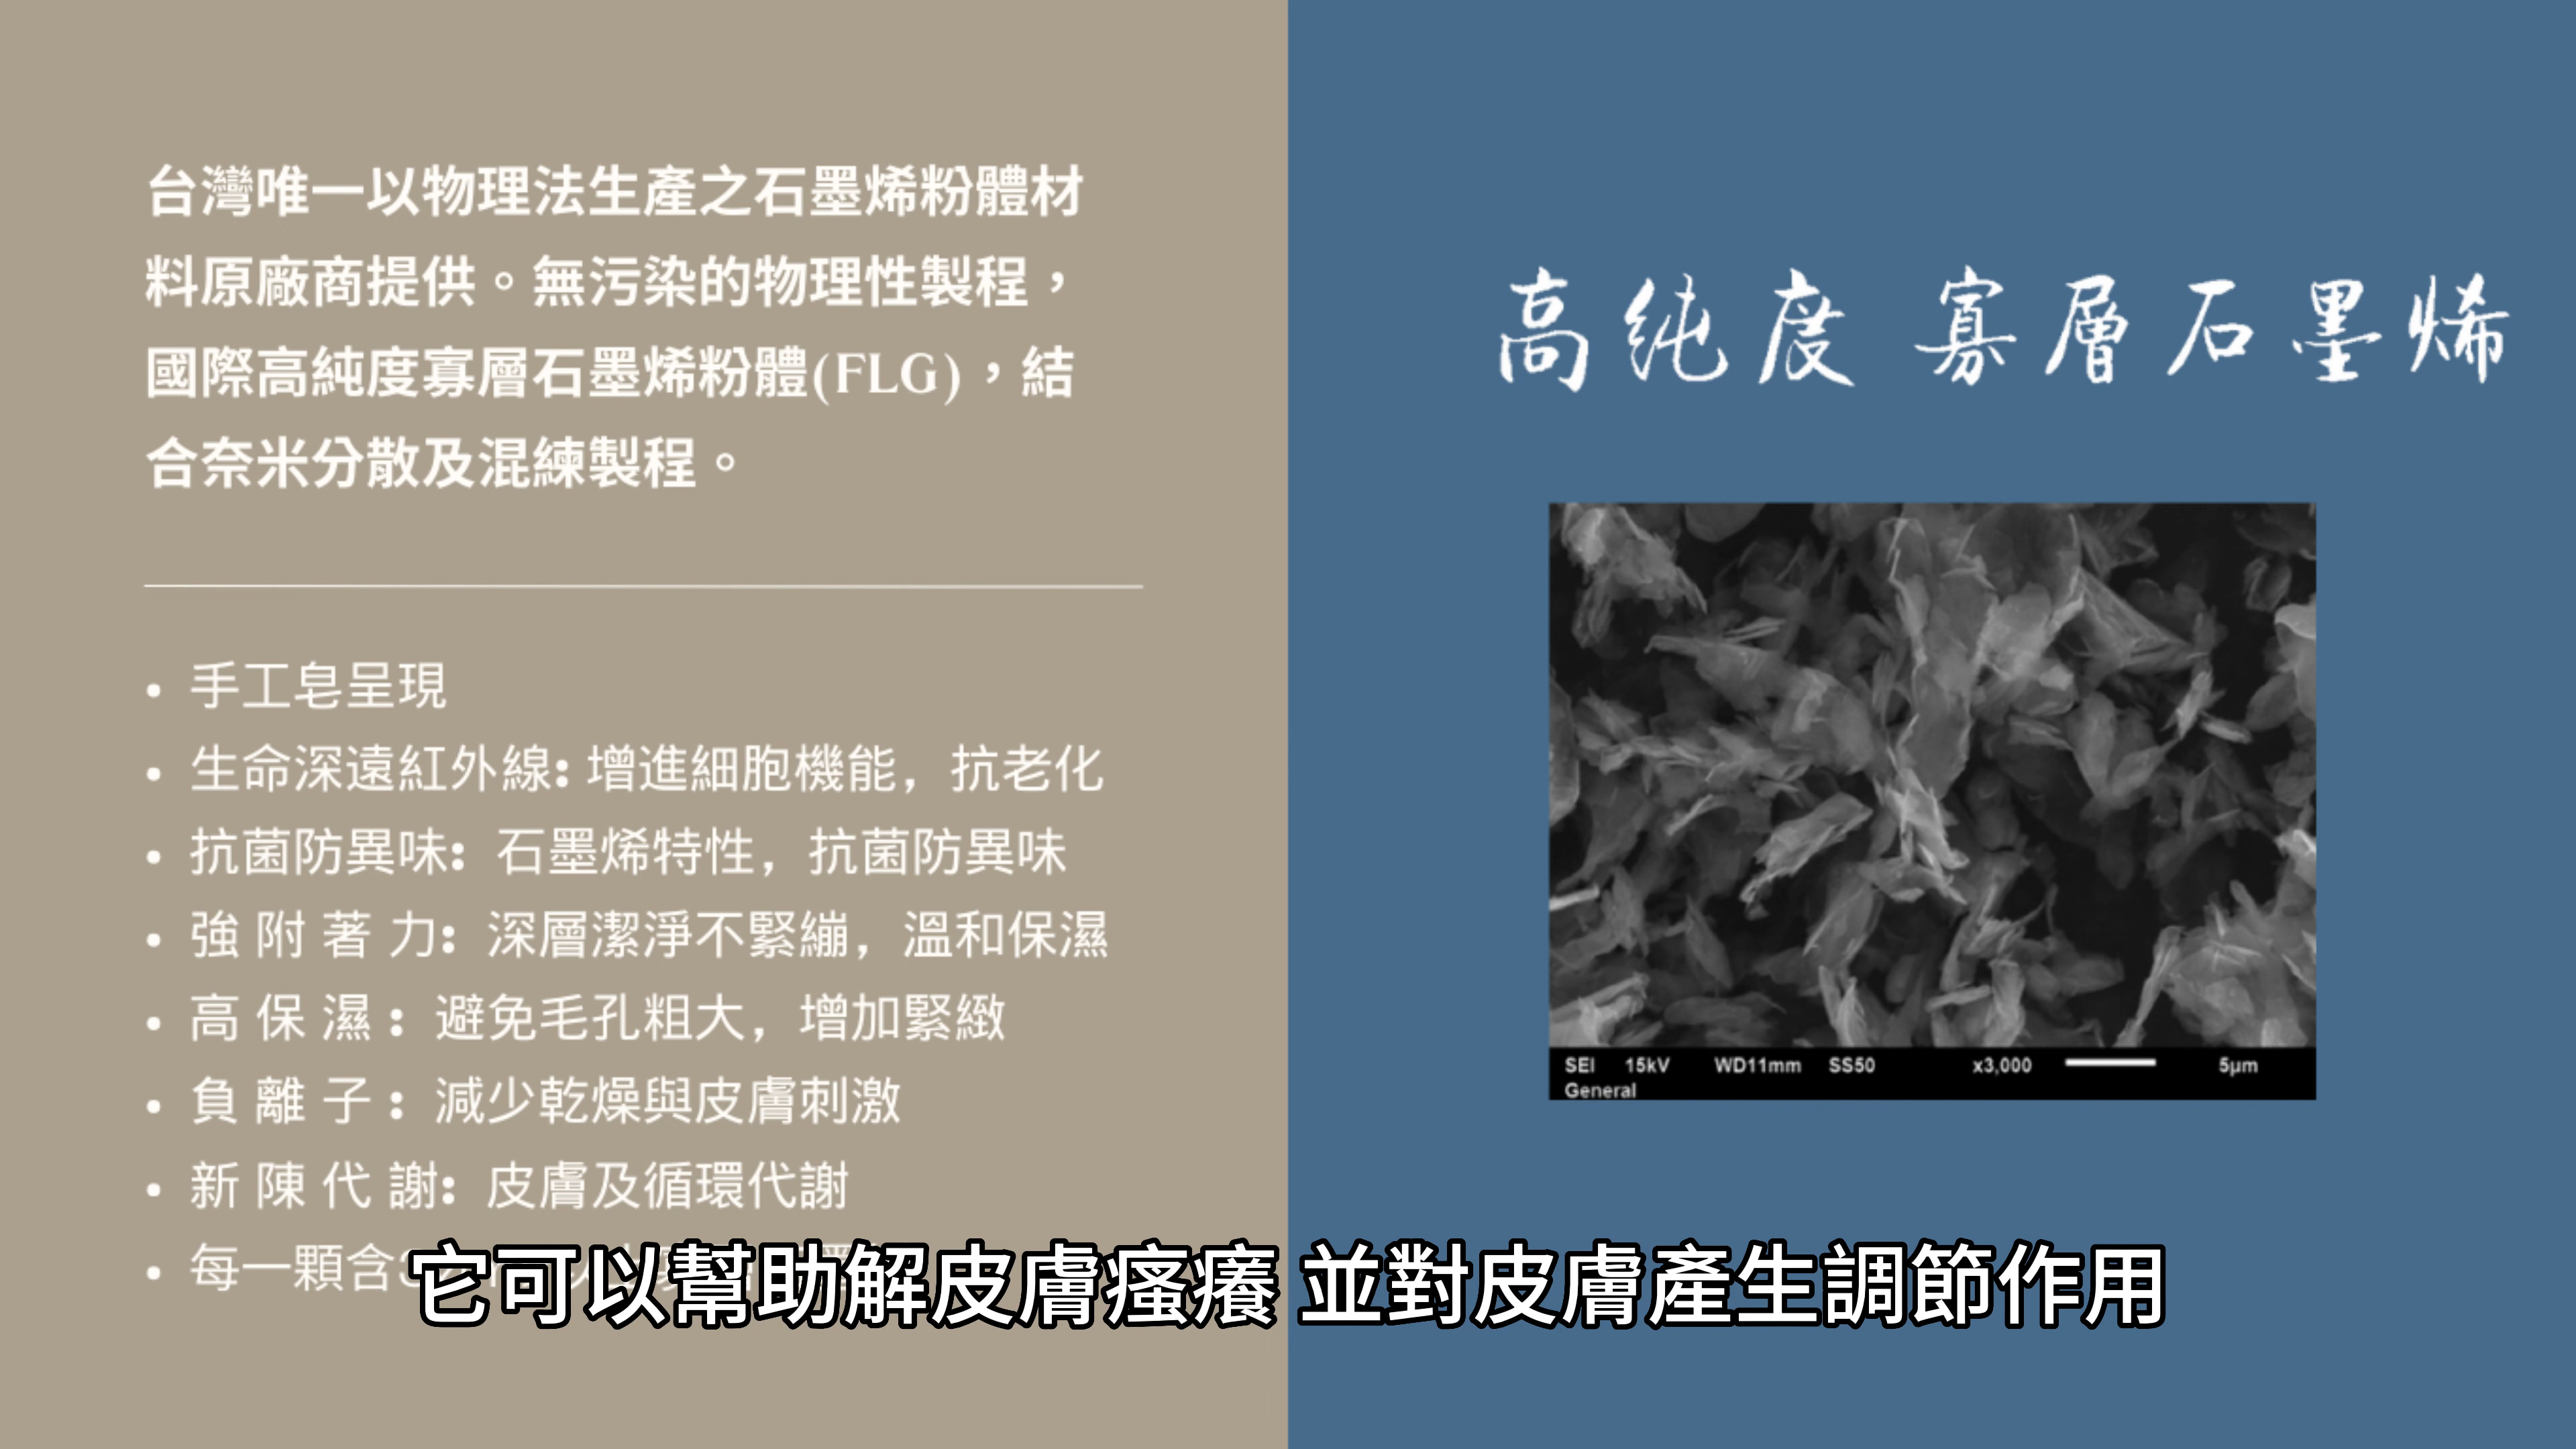 台灣唯一以物理法生產之石墨烯粉體材
料原廠商提供。無污染的物理性製程，
國際高純度寡層石墨烯粉體(FLG)，結
合奈米分散及混練製程。
• 手工皂呈現
• 生命深遠紅外線: 增進細胞機能，抗老化
• 抗菌防異味: 石墨烯特性，抗菌防異味
• 強附著力: 深層潔淨不緊繃，溫和保濕
• 高保濕: 避免毛孔粗大，增加緊緻
• 負離子: 減少乾燥與皮膚刺激
• 新陳代謝: 皮膚及循環代謝
• 每一顆含
高純度 寡層石墨烯
SEI 15kV WD11mm SS50 x3,000 5μm
General
它可以幫助解皮膚瘙癢 並對皮膚產生調節作用